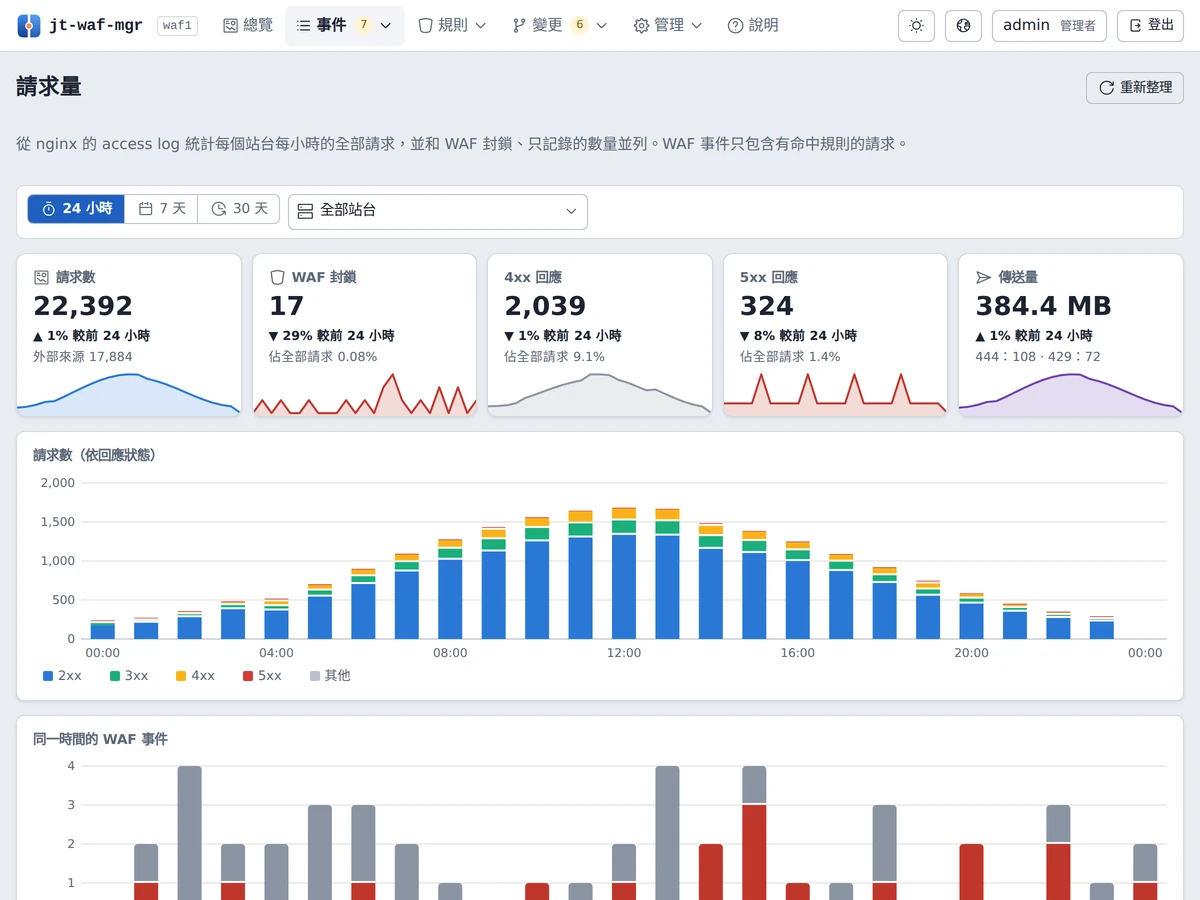 jt-waf-mgr waf1 總覽 事件 7 規則 變更 6 管理 說明 admin 管理者 登出
請求量 重新整理
從 nginx 的 access log 統計每個站台每小時的全部請求，並和 WAF 封鎖、只記錄的數量並列。WAF 事件只包含有命中規則的請求。
24 小時 7 天 30 天 全部站台
請求數
22,392
▲ 1% 較前 24 小時
外部來源 17,884
WAF 封鎖
17
▼ 29% 較前 24 小時
佔全部請求 0.08%
4xx 回應
2,039
▼ 1% 較前 24 小時
佔全部請求 9.1%
5xx 回應
324
▼ 8% 較前 24 小時
佔全部請求 1.4%
傳送量
384.4 MB
▲ 1% 較前 24 小時
444：108 · 429：72
請求數（依回應狀態）
2,000
1,500
1,000
500
0
00:00 04:00 08:00 12:00 16:00 20:00 00:00
2xx 3xx 4xx 5xx 其他
同一時間的 WAF 事件
4
3
2
1